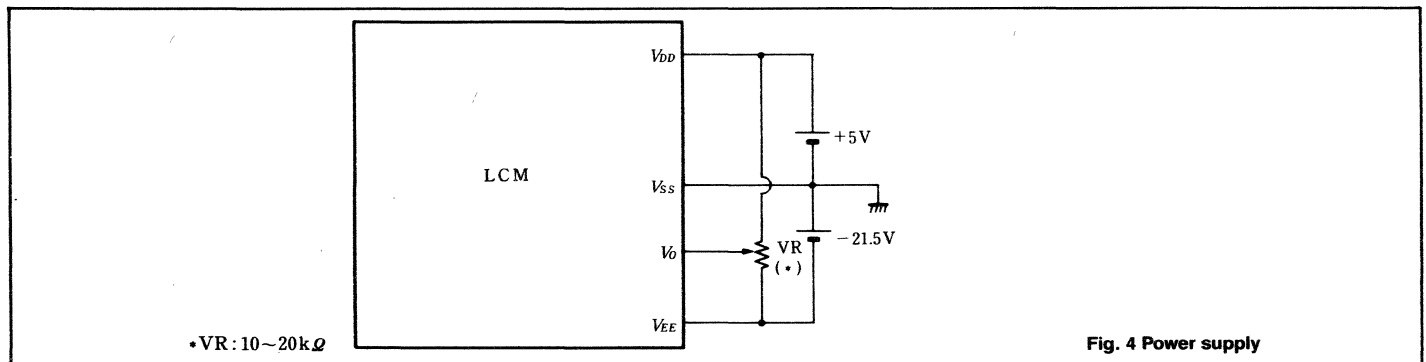 VDD
+5V
LCM
VSS
VO
VR
(*)
−21.5V
VEE
*VR:10~20kΩ
Fig. 4 Power supply